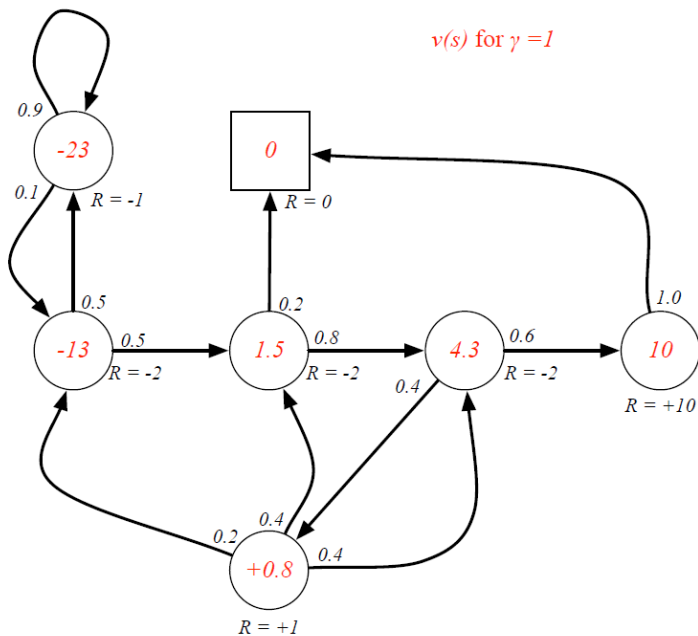 v(s) for γ =1
0.9
-23
0
0.1
R = -1
R = 0
0.5
0.2
1.0
-13
0.5
1.5
0.8
4.3
0.6
10
R = -2
R = -2
0.4
R = -2
R = +10
0.2
0.4
0.4
+0.8
R = +1